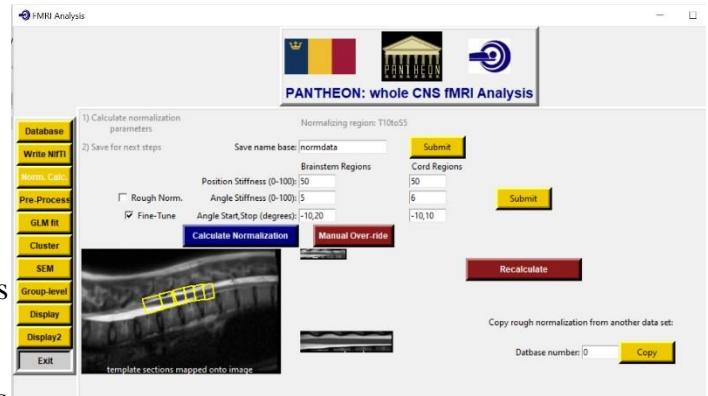 FMRI Analysis
PANTHEON
PANTHEON: whole CNS fMRI Analysis
Database
Write NIfTI
Norm. Calc.
Pre-Process
GLM fit
Cluster
SEM
Group-level
Display
Display2
Exit
1) Calculate normalization
parameters
Normalizing region: T10toS5
2) Save for next steps
Save name base: normdata Submit
Brainstem Regions Cord Regions
Position Stiffness (0-100): 50 50
Rough Norm. Angle Stiffness (0-100): 5 6 Submit
Fine-Tune Angle Start,Stop (degrees): -10,20 -10,10
Calculate Normalization Manual Over-ride
Recalculate
Copy rough normalization from another data set:
Datbase number: 0 Copy
template sections mapped onto image
S